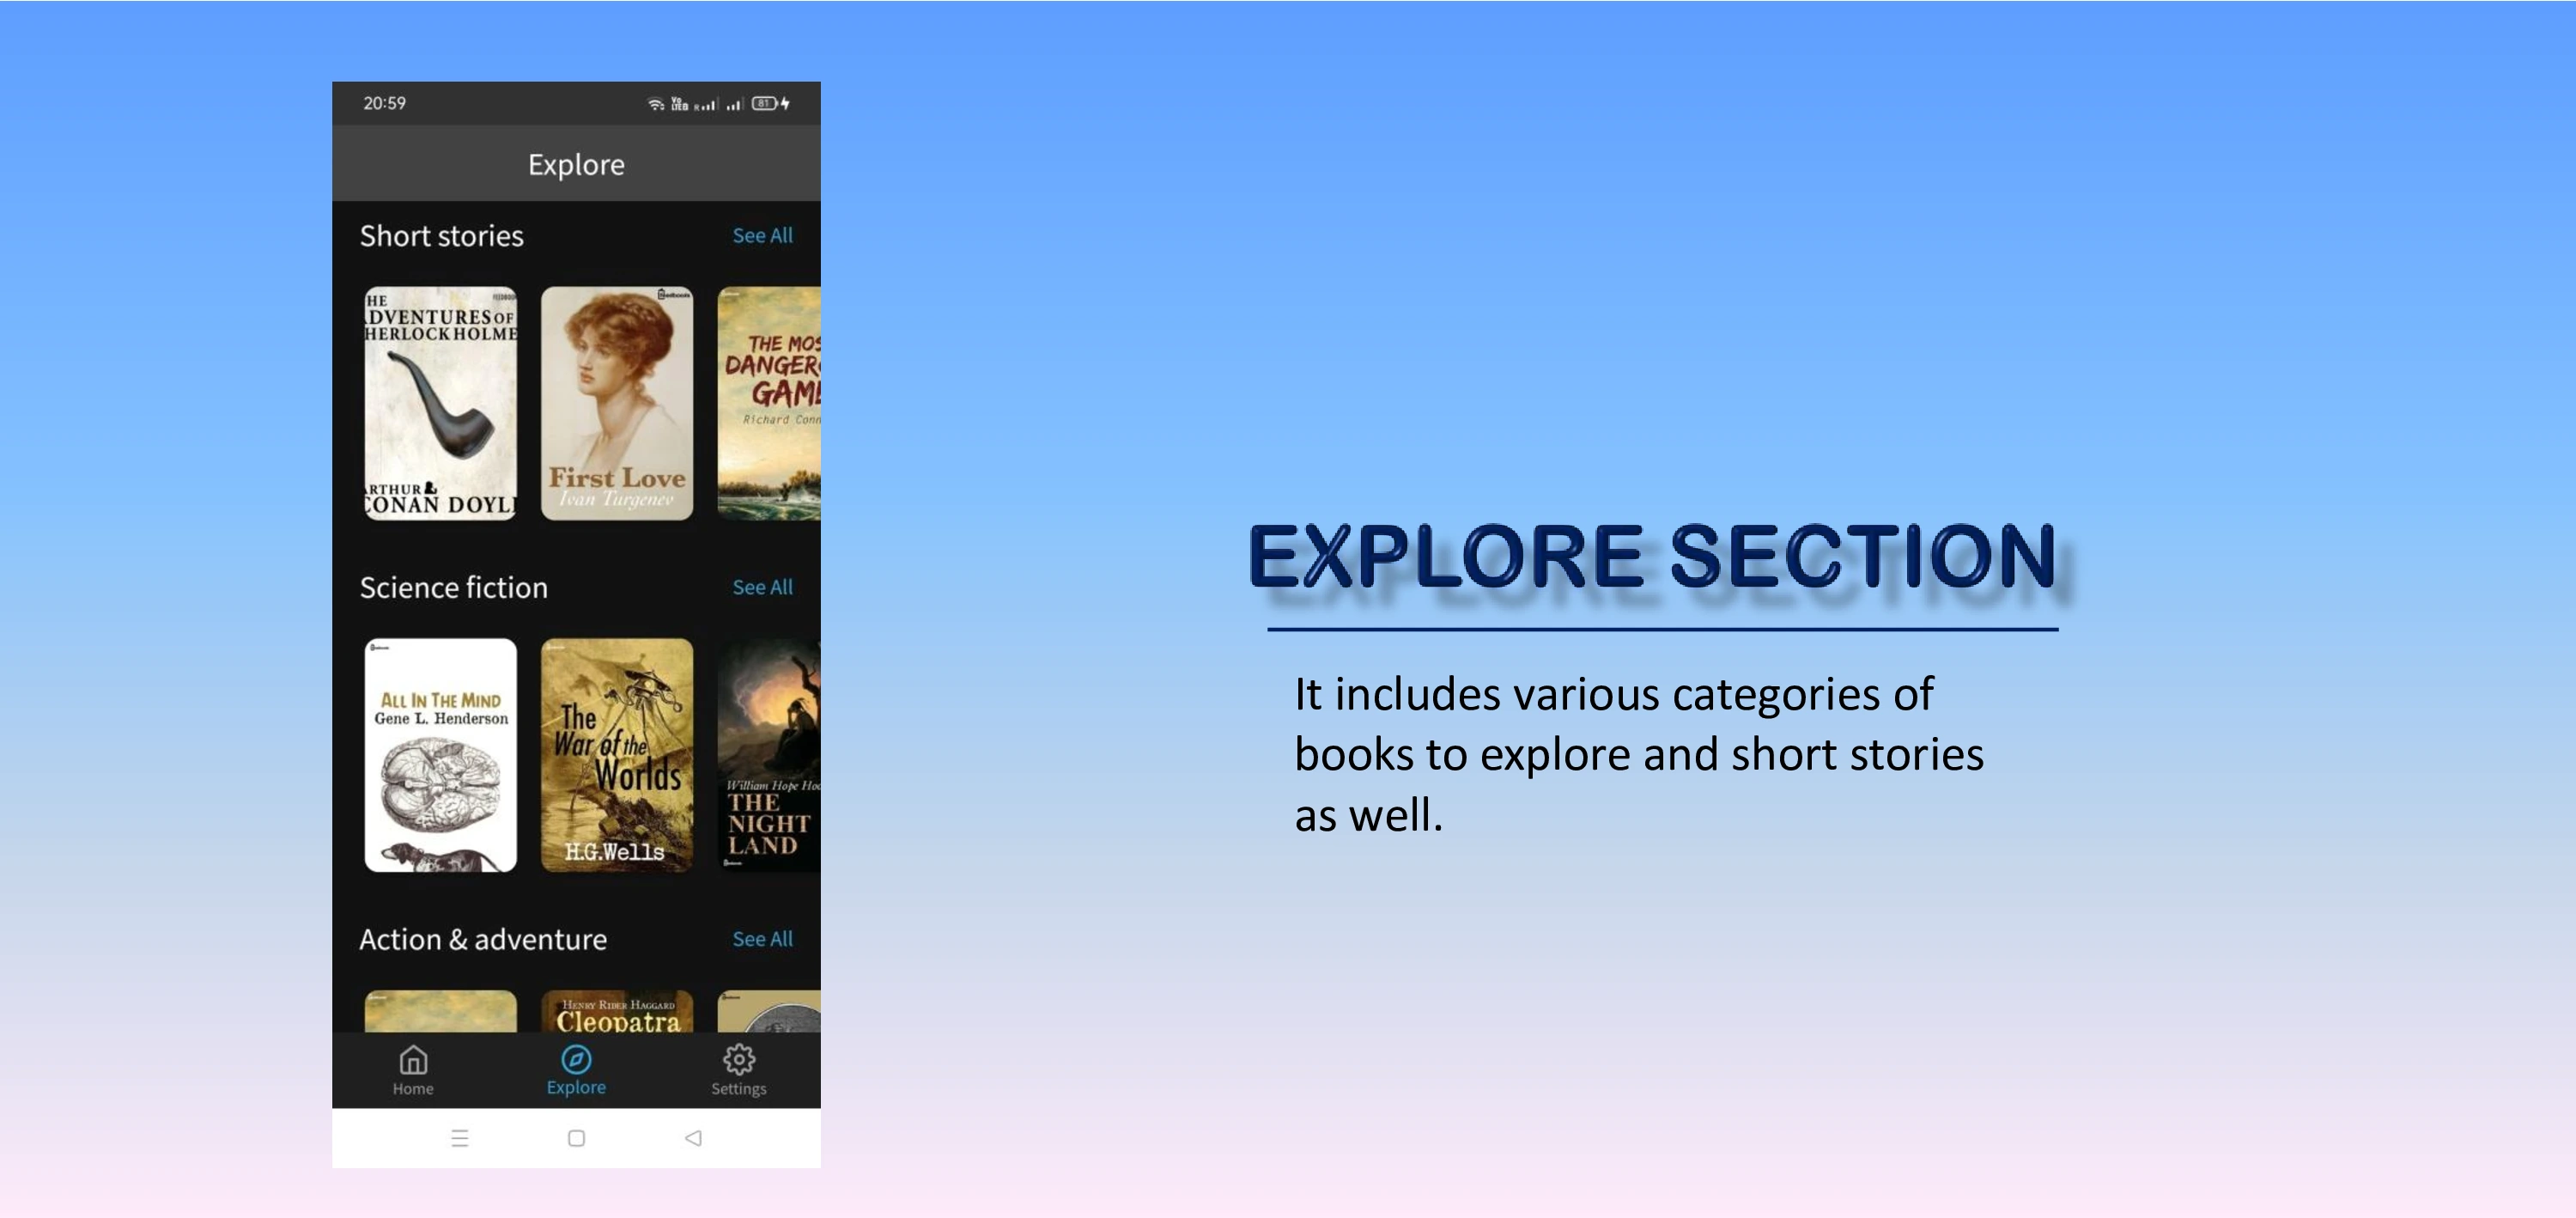 20:59
81
Explore
Short stories
See All
HE
DVENTURES OF
HERLOCK HOLME
ARTHUR
CONAN DOYL
feedbooks
First Love
Ivan Turgenev
THE MOS
DANGER
GAM
Richard Conn
Science fiction
See All
ALL IN THE MIND
Gene L. Henderson
The
War of the
Worlds
H.G.Wells
William Hope Ho
THE
NIGHT
LAND
Action & adventure
See All
HENRY RIDER HAGGARD
Cleopatra
Home
Explore
Settings
EXPLORE SECTION
It includes various categories of
books to explore and short stories
as well.